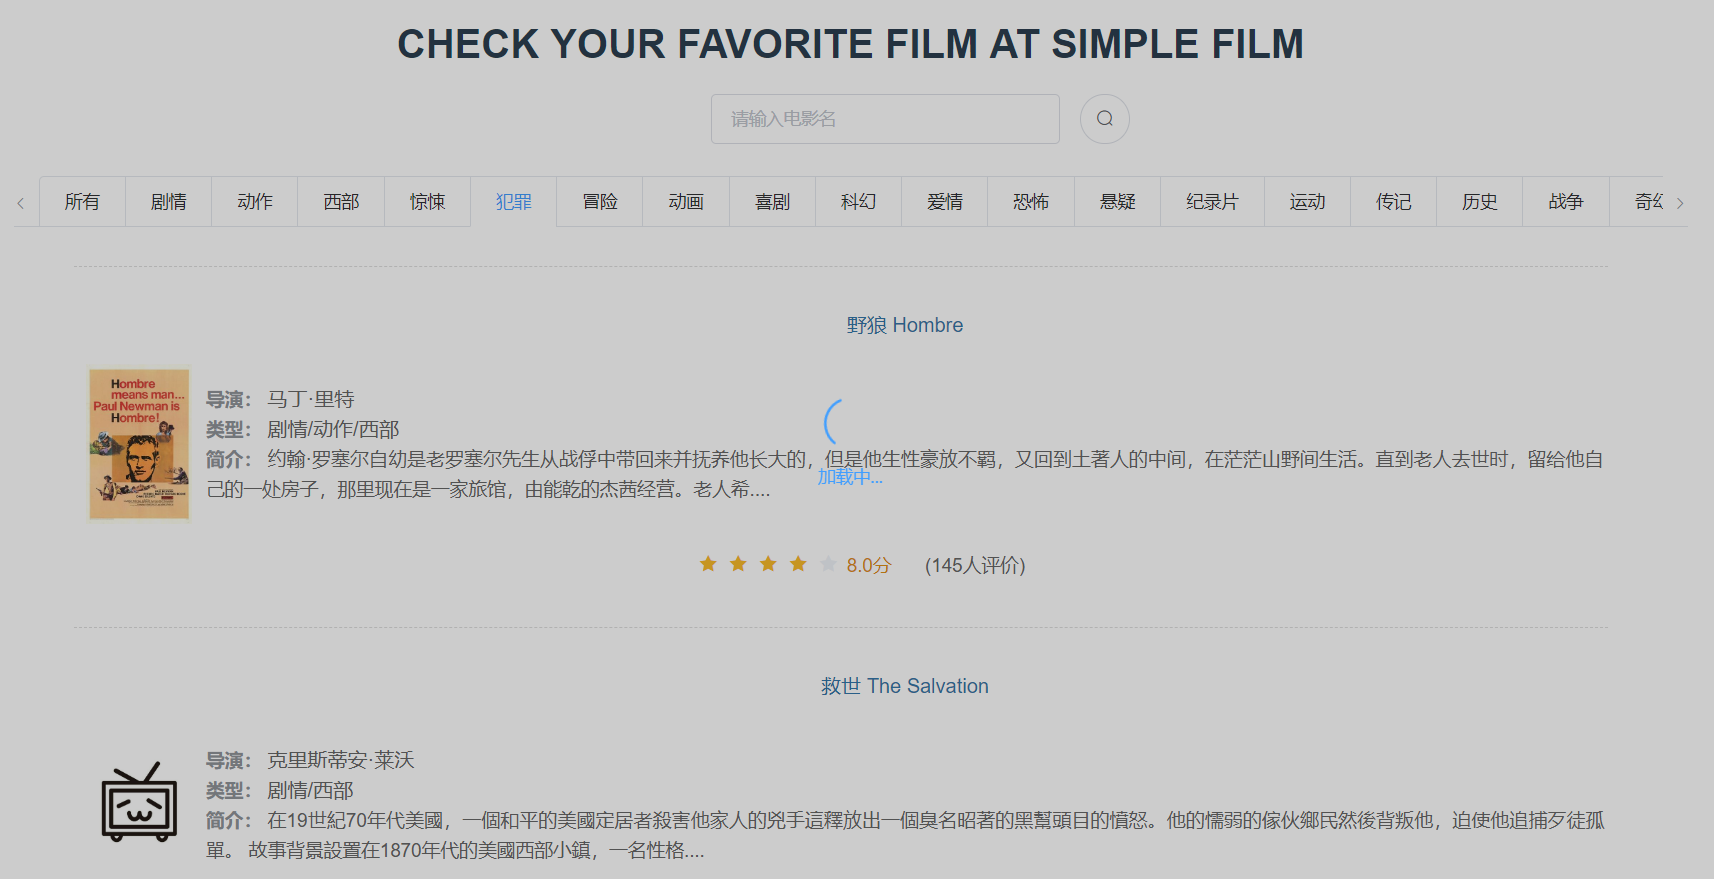 CHECK YOUR FAVORITE FILM AT SIMPLE FILM
请输入电影名
所有 剧情 动作 西部 惊悚 犯罪 冒险 动画 喜剧 科幻 爱情 恐怖 悬疑 纪录片 运动 传记 历史 战争 奇幻
野狼 Hombre
Hombre
means man...
Paul Newman is
Hombre!
导演： 马丁·里特
类型： 剧情/动作/西部
简介： 约翰·罗塞尔自幼是老罗塞尔先生从战俘中带回来并抚养他长大的，但是他生性豪放不羁，又回到土著人的中间，在茫茫山野间生活。直到老人去世时，留给他自
加载中...
己的一处房子，那里现在是一家旅馆，由能乾的杰茜经营。老人希....
8.0分 (145人评价)
救世 The Salvation
导演： 克里斯蒂安·莱沃
类型： 剧情/西部
简介： 在19世紀70年代美國，一個和平的美國定居者殺害他家人的兇手這釋放出一個臭名昭著的黑幫頭目的憤怒。他的懦弱的傢伙鄉民然後背叛他，迫使他追捕歹徒孤
單。 故事背景設置在1870年代的美國西部小鎮，一名性格....